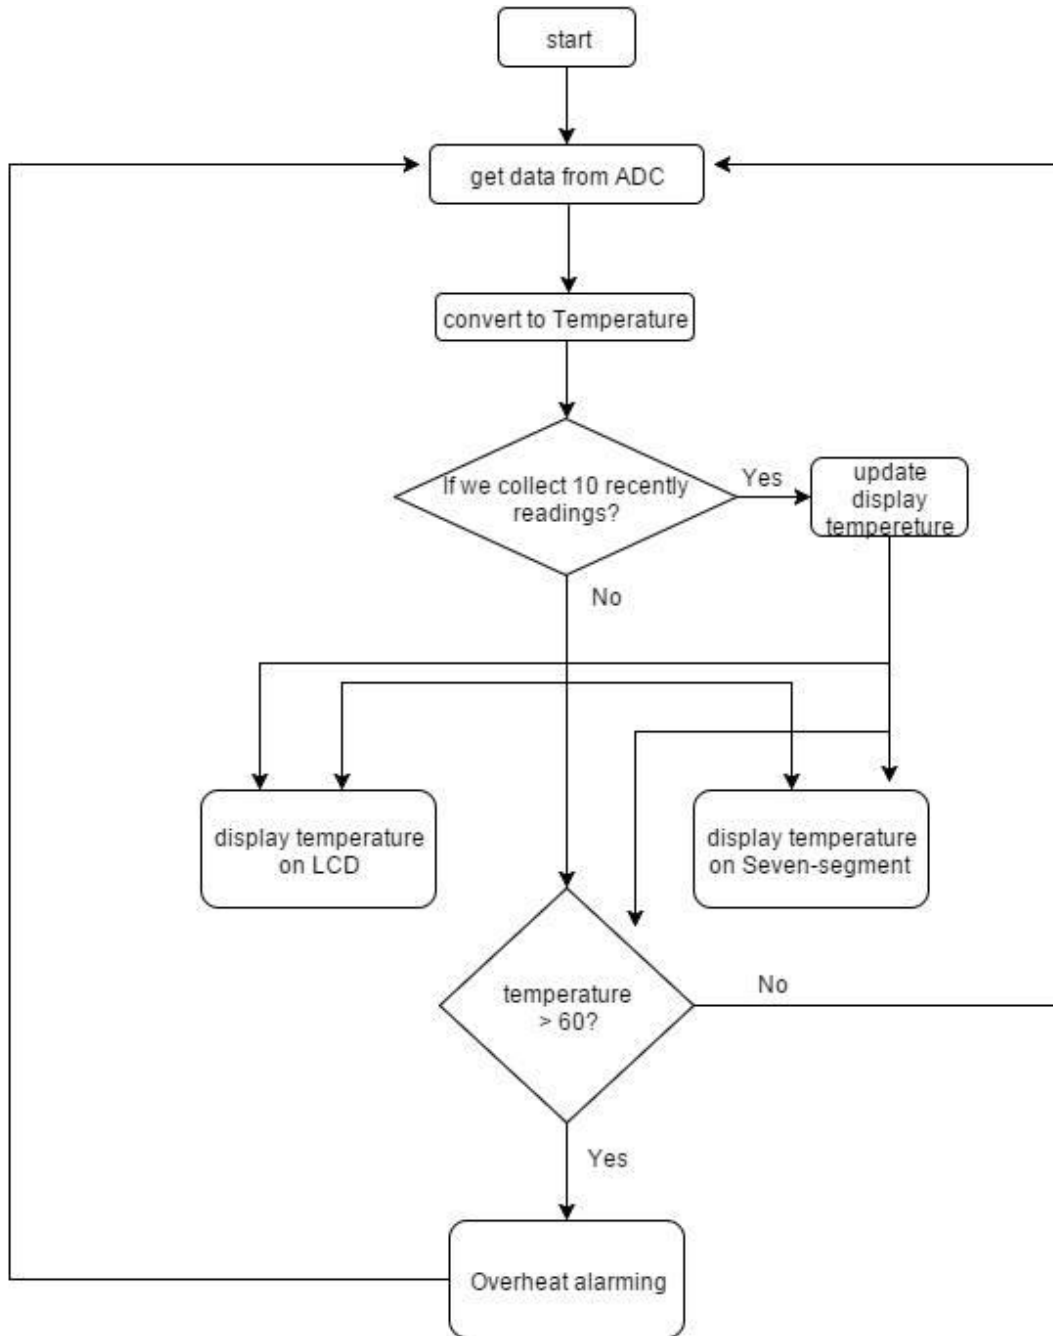 start
get data from ADC
convert to Temperature
If we collect 10 recently
readings?
Yes
update
display
tempereture
No
display temperature
on LCD
display temperature
on Seven-segment
temperature
> 60?
No
Yes
Overheat alarming